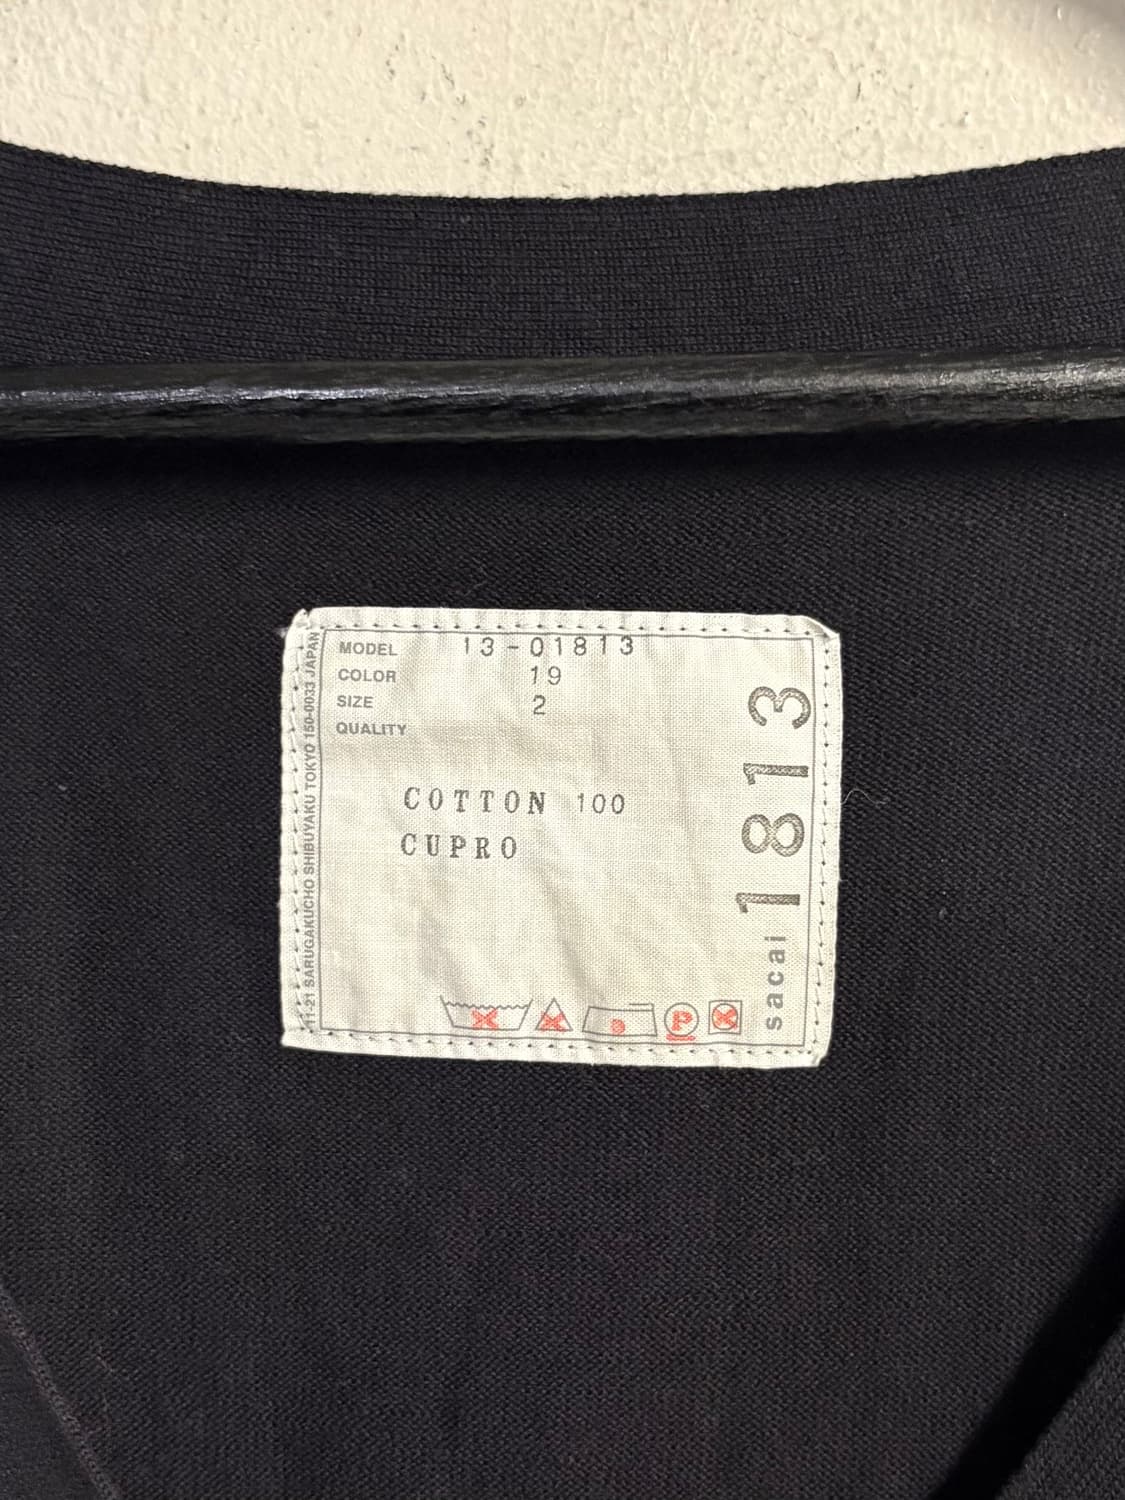 MODEL 13-01813
COLOR 19
SIZE 2
QUALITY
COTTON 100
CUPRO
P
sacai 1813
11-21 SARUGAKUCHO SHIBUYAKU TOKYO 150-0033 JAPAN